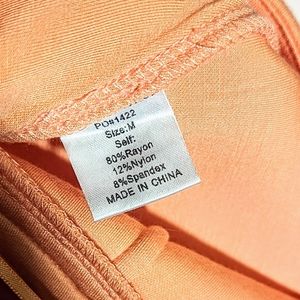 PO#1422
Size:M
Self:
80%Rayon
12%Nylon
8%Spandex
MADE IN CHINA